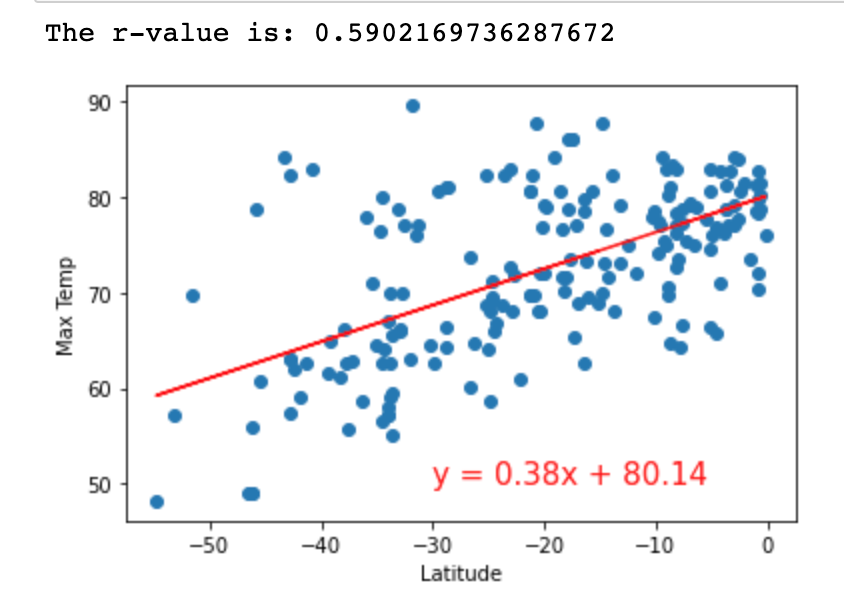 The r-value is: 0.5902169736287672
90
80
70
60
50
Max Temp
y = 0.38x + 80.14
−50 −40 −30 −20 −10 0
Latitude